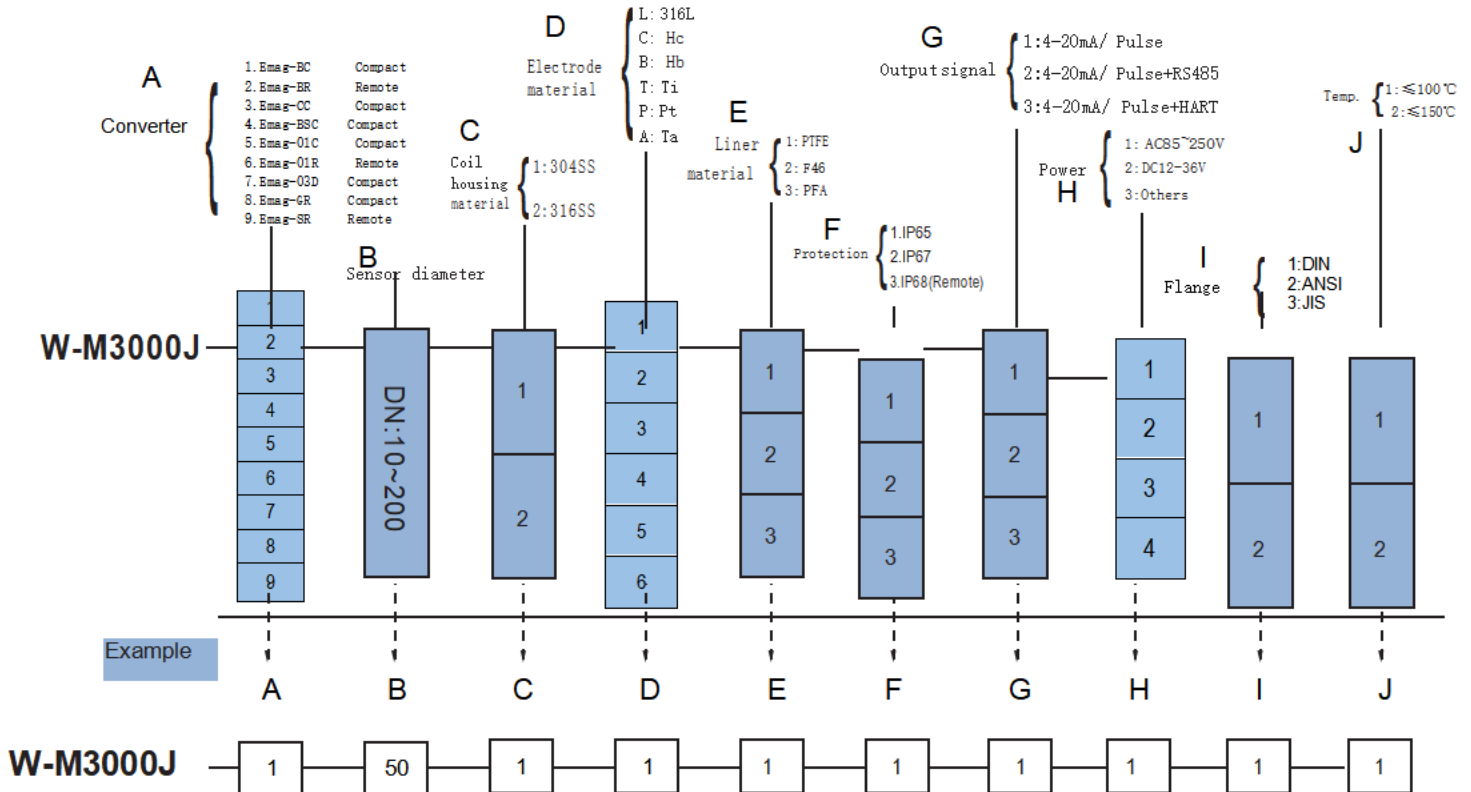 A
Converter
1.Emag-BC Compact
2.Emag-BR Remote
3.Emag-CC Compact
4.Emag-BSC Compact
5.Emag-01C Compact
6.Emag-01R Remote
7.Emag-03D Compact
8.Emag-GR Compact
9.Emag-SR Remote
B
Sensor diameter
C
Coil
housing
material
1:304SS
2:316SS
D
Electrode
material
L: 316L
C: Hc
B: Hb
T: Ti
P: Pt
A: Ta
E
Liner
material
1: PTFE
2: F46
3: PFA
F
Protection
1.IP65
2.IP67
3.IP68(Remote)
G
Output signal
1:4-20mA/ Pulse
2:4-20mA/ Pulse+RS485
3:4-20mA/ Pulse+HART
Power
H
1: AC85~250V
2:DC12-36V
3:Others
I
Flange
1:DIN
2:ANSI
3:JIS
Temp.
1:≤100℃
2:≤150℃
J
W-M3000J
1
2
3
4
5
6
7
8
9
DN:10~200
1
2
1
2
3
4
5
6
1
2
3
1
2
3
1
2
3
1
2
3
4
1
2
1
2
Example
A B C D E F G H I J
W-M3000J 1 50 1 1 1 1 1 1 1 1